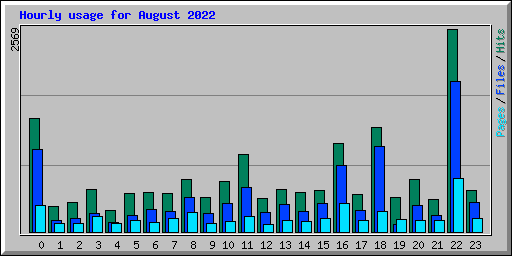 Hourly usage for August 2022
2569
Pages / Files / Hits
0 1 2 3 4 5 6 7 8 9 10 11 12 13 14 15 16 17 18 19 20 21 22 23